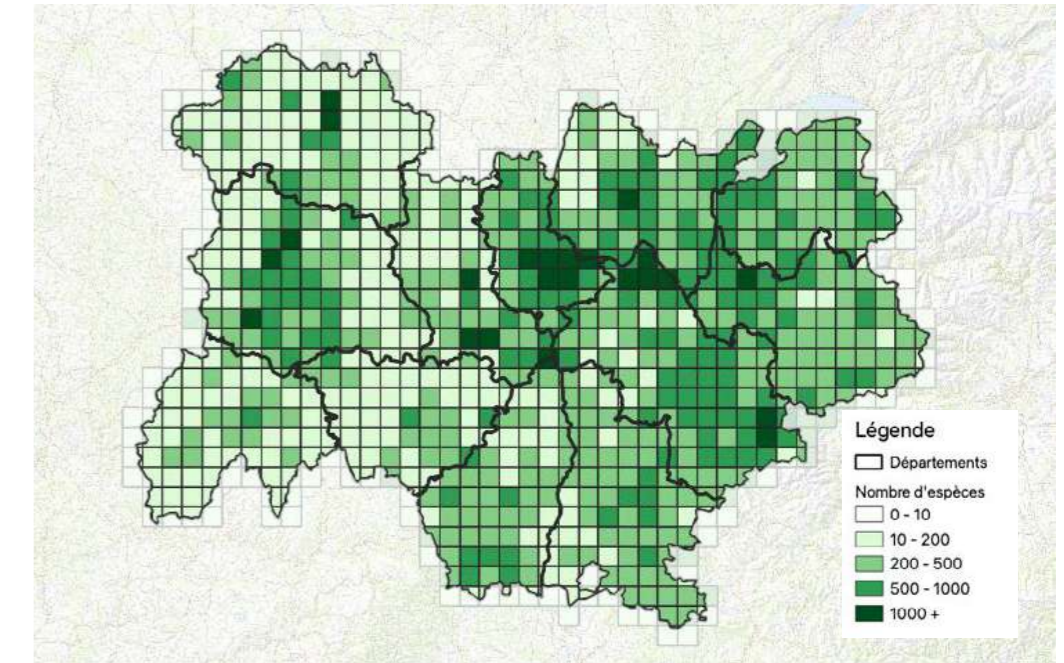 Légende
Départements
Nombre d'espèces
0 - 10
10 - 200
200 - 500
500 - 1000
1000 +